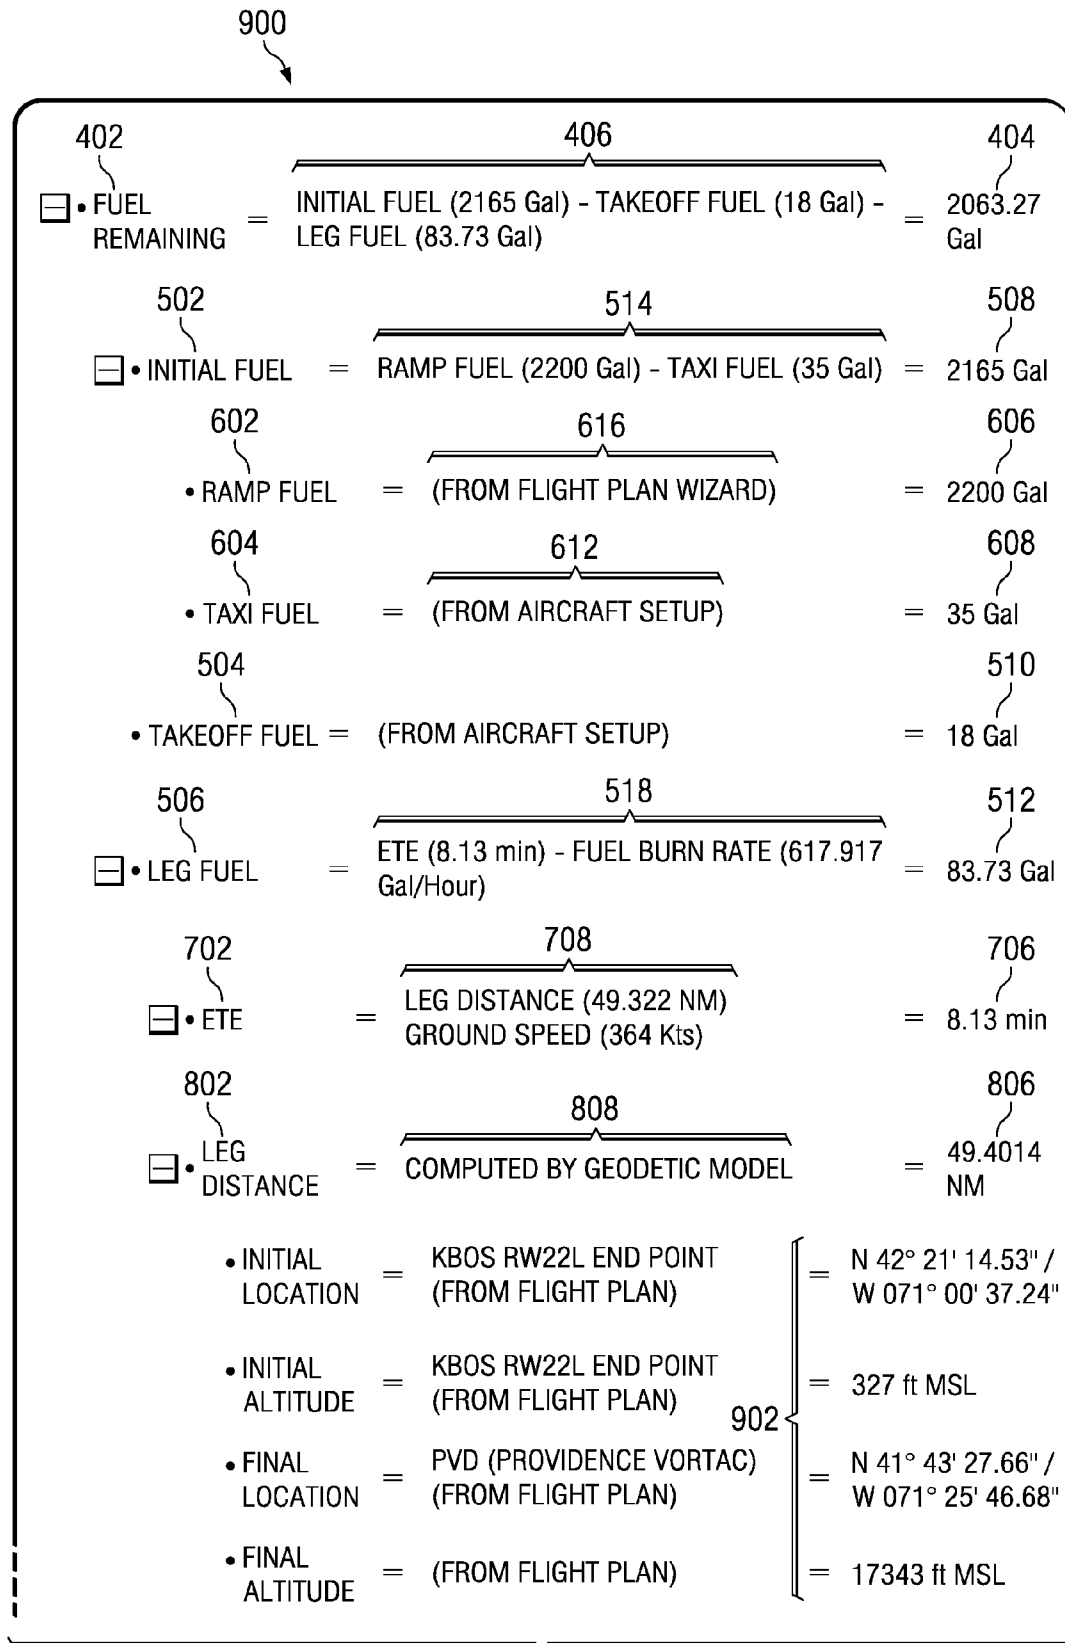 900
402 406 404
• FUEL REMAINING = INITIAL FUEL (2165 Gal) - TAKEOFF FUEL (18 Gal) - LEG FUEL (83.73 Gal) = 2063.27 Gal
502 514 508
• INITIAL FUEL = RAMP FUEL (2200 Gal) - TAXI FUEL (35 Gal) = 2165 Gal
602 616 606
• RAMP FUEL = (FROM FLIGHT PLAN WIZARD) = 2200 Gal
604 612 608
• TAXI FUEL = (FROM AIRCRAFT SETUP) = 35 Gal
504 510
• TAKEOFF FUEL = (FROM AIRCRAFT SETUP) = 18 Gal
506 518 512
• LEG FUEL = ETE (8.13 min) - FUEL BURN RATE (617.917 Gal/Hour) = 83.73 Gal
702 708 706
• ETE = LEG DISTANCE (49.322 NM) GROUND SPEED (364 Kts) = 8.13 min
802 808 806
• LEG DISTANCE = COMPUTED BY GEODETIC MODEL = 49.4014 NM
• INITIAL LOCATION = KBOS RW22L END POINT (FROM FLIGHT PLAN) = N 42° 21' 14.53" / W 071° 00' 37.24"
• INITIAL ALTITUDE = KBOS RW22L END POINT (FROM FLIGHT PLAN) = 327 ft MSL
902
• FINAL LOCATION = PVD (PROVIDENCE VORTAC) (FROM FLIGHT PLAN) = N 41° 43' 27.66" / W 071° 25' 46.68"
• FINAL ALTITUDE = (FROM FLIGHT PLAN) = 17343 ft MSL